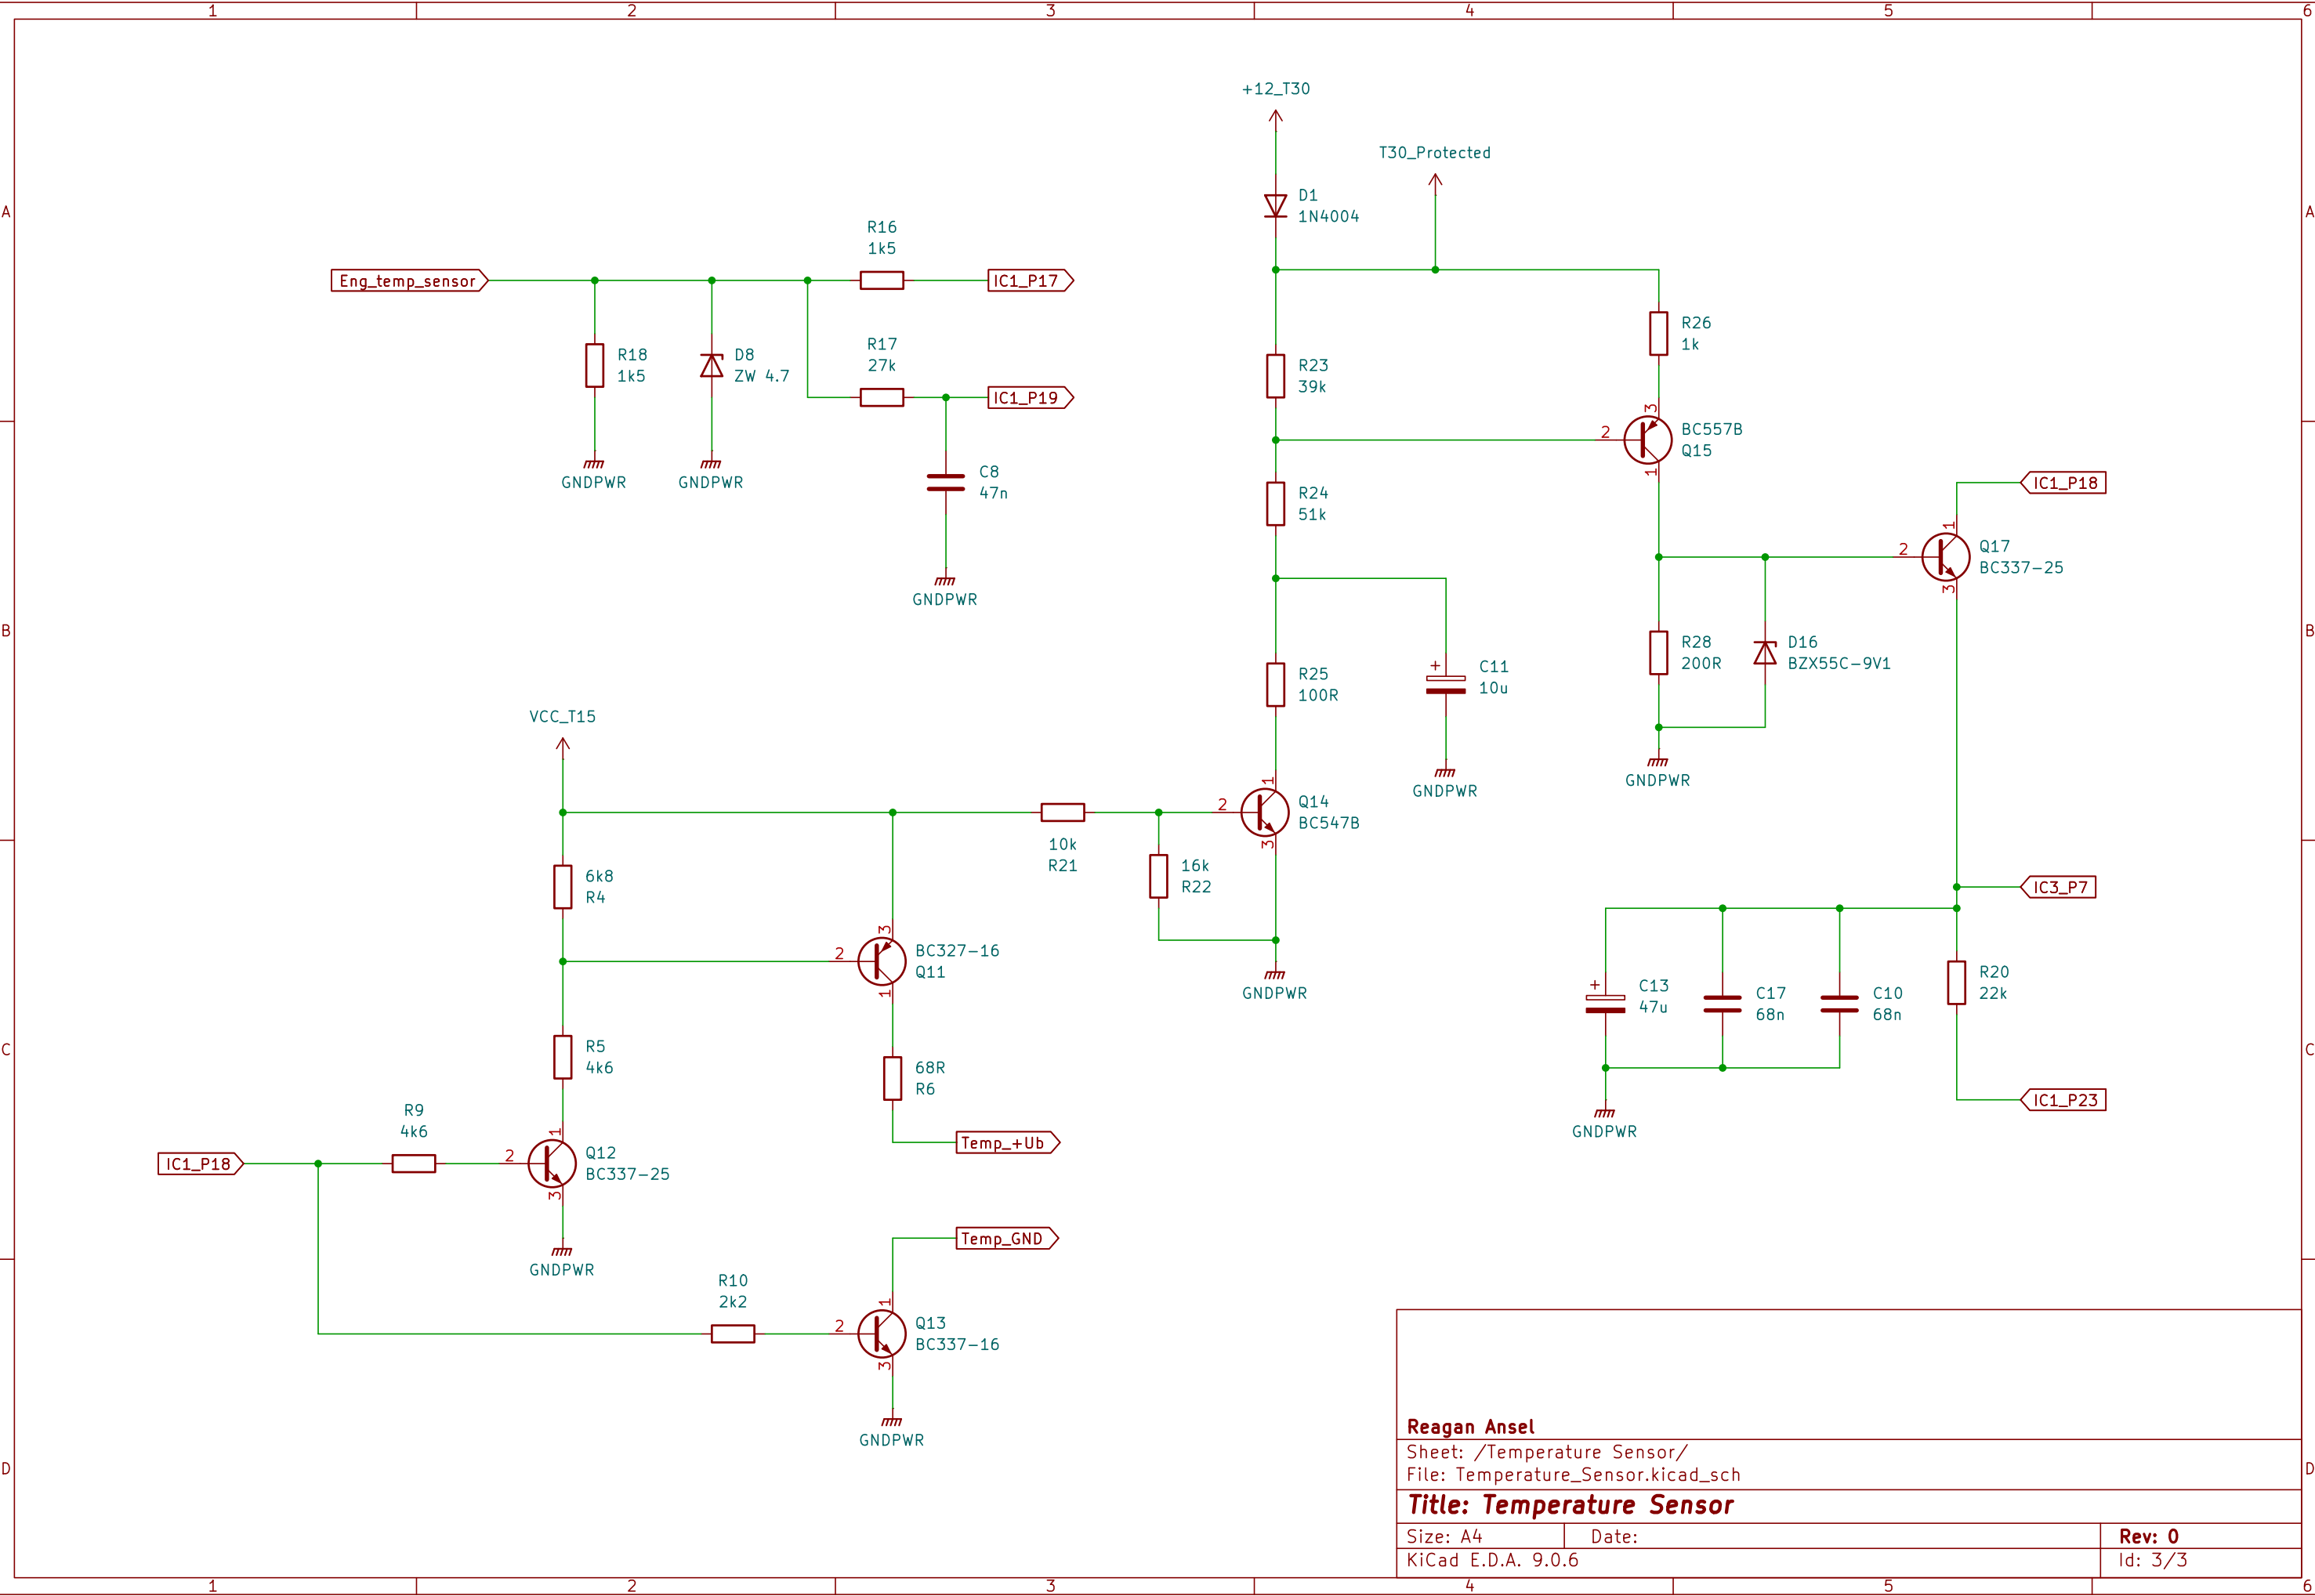 1 2 3 4 5 6
+12_T30
T30_Protected
D1
1N4004
A
A
R16
1k5
Eng_temp_sensor
IC1_P17
R26
1k
R18
1k5
D8
ZW 4.7
R17
27k
IC1_P19
R23
39k
3
2
1
BC557B
Q15
GNDPWR
GNDPWR
C8
47n
GNDPWR
R24
51k
IC1_P18
1
2
3
Q17
BC337-25
B
B
R25
100R
+
C11
10u
GNDPWR
R28
200R
D16
BZX55C-9V1
GNDPWR
VCC_T15
10k
R21
1
2
3
Q14
BC547B
16k
R22
GNDPWR
6k8
R4
3
2
1
BC327-16
Q11
IC3_P7
+
C13
47u
C17
68n
C10
68n
R20
22k
GNDPWR
IC1_P23
C
C
R5
4k6
68R
R6
Temp_+Ub
R9
4k6
IC1_P18
1
2
3
Q12
BC337-25
GNDPWR
Temp_GND
R10
2k2
1
2
3
Q13
BC337-16
GNDPWR
D
D
Reagan Ansel
Sheet: /Temperature Sensor/
File: Temperature_Sensor.kicad_sch
Title: Temperature Sensor
Size: A4 Date: Rev: 0
KiCad E.D.A. 9.0.6 Id: 3/3
1 2 3 4 5 6